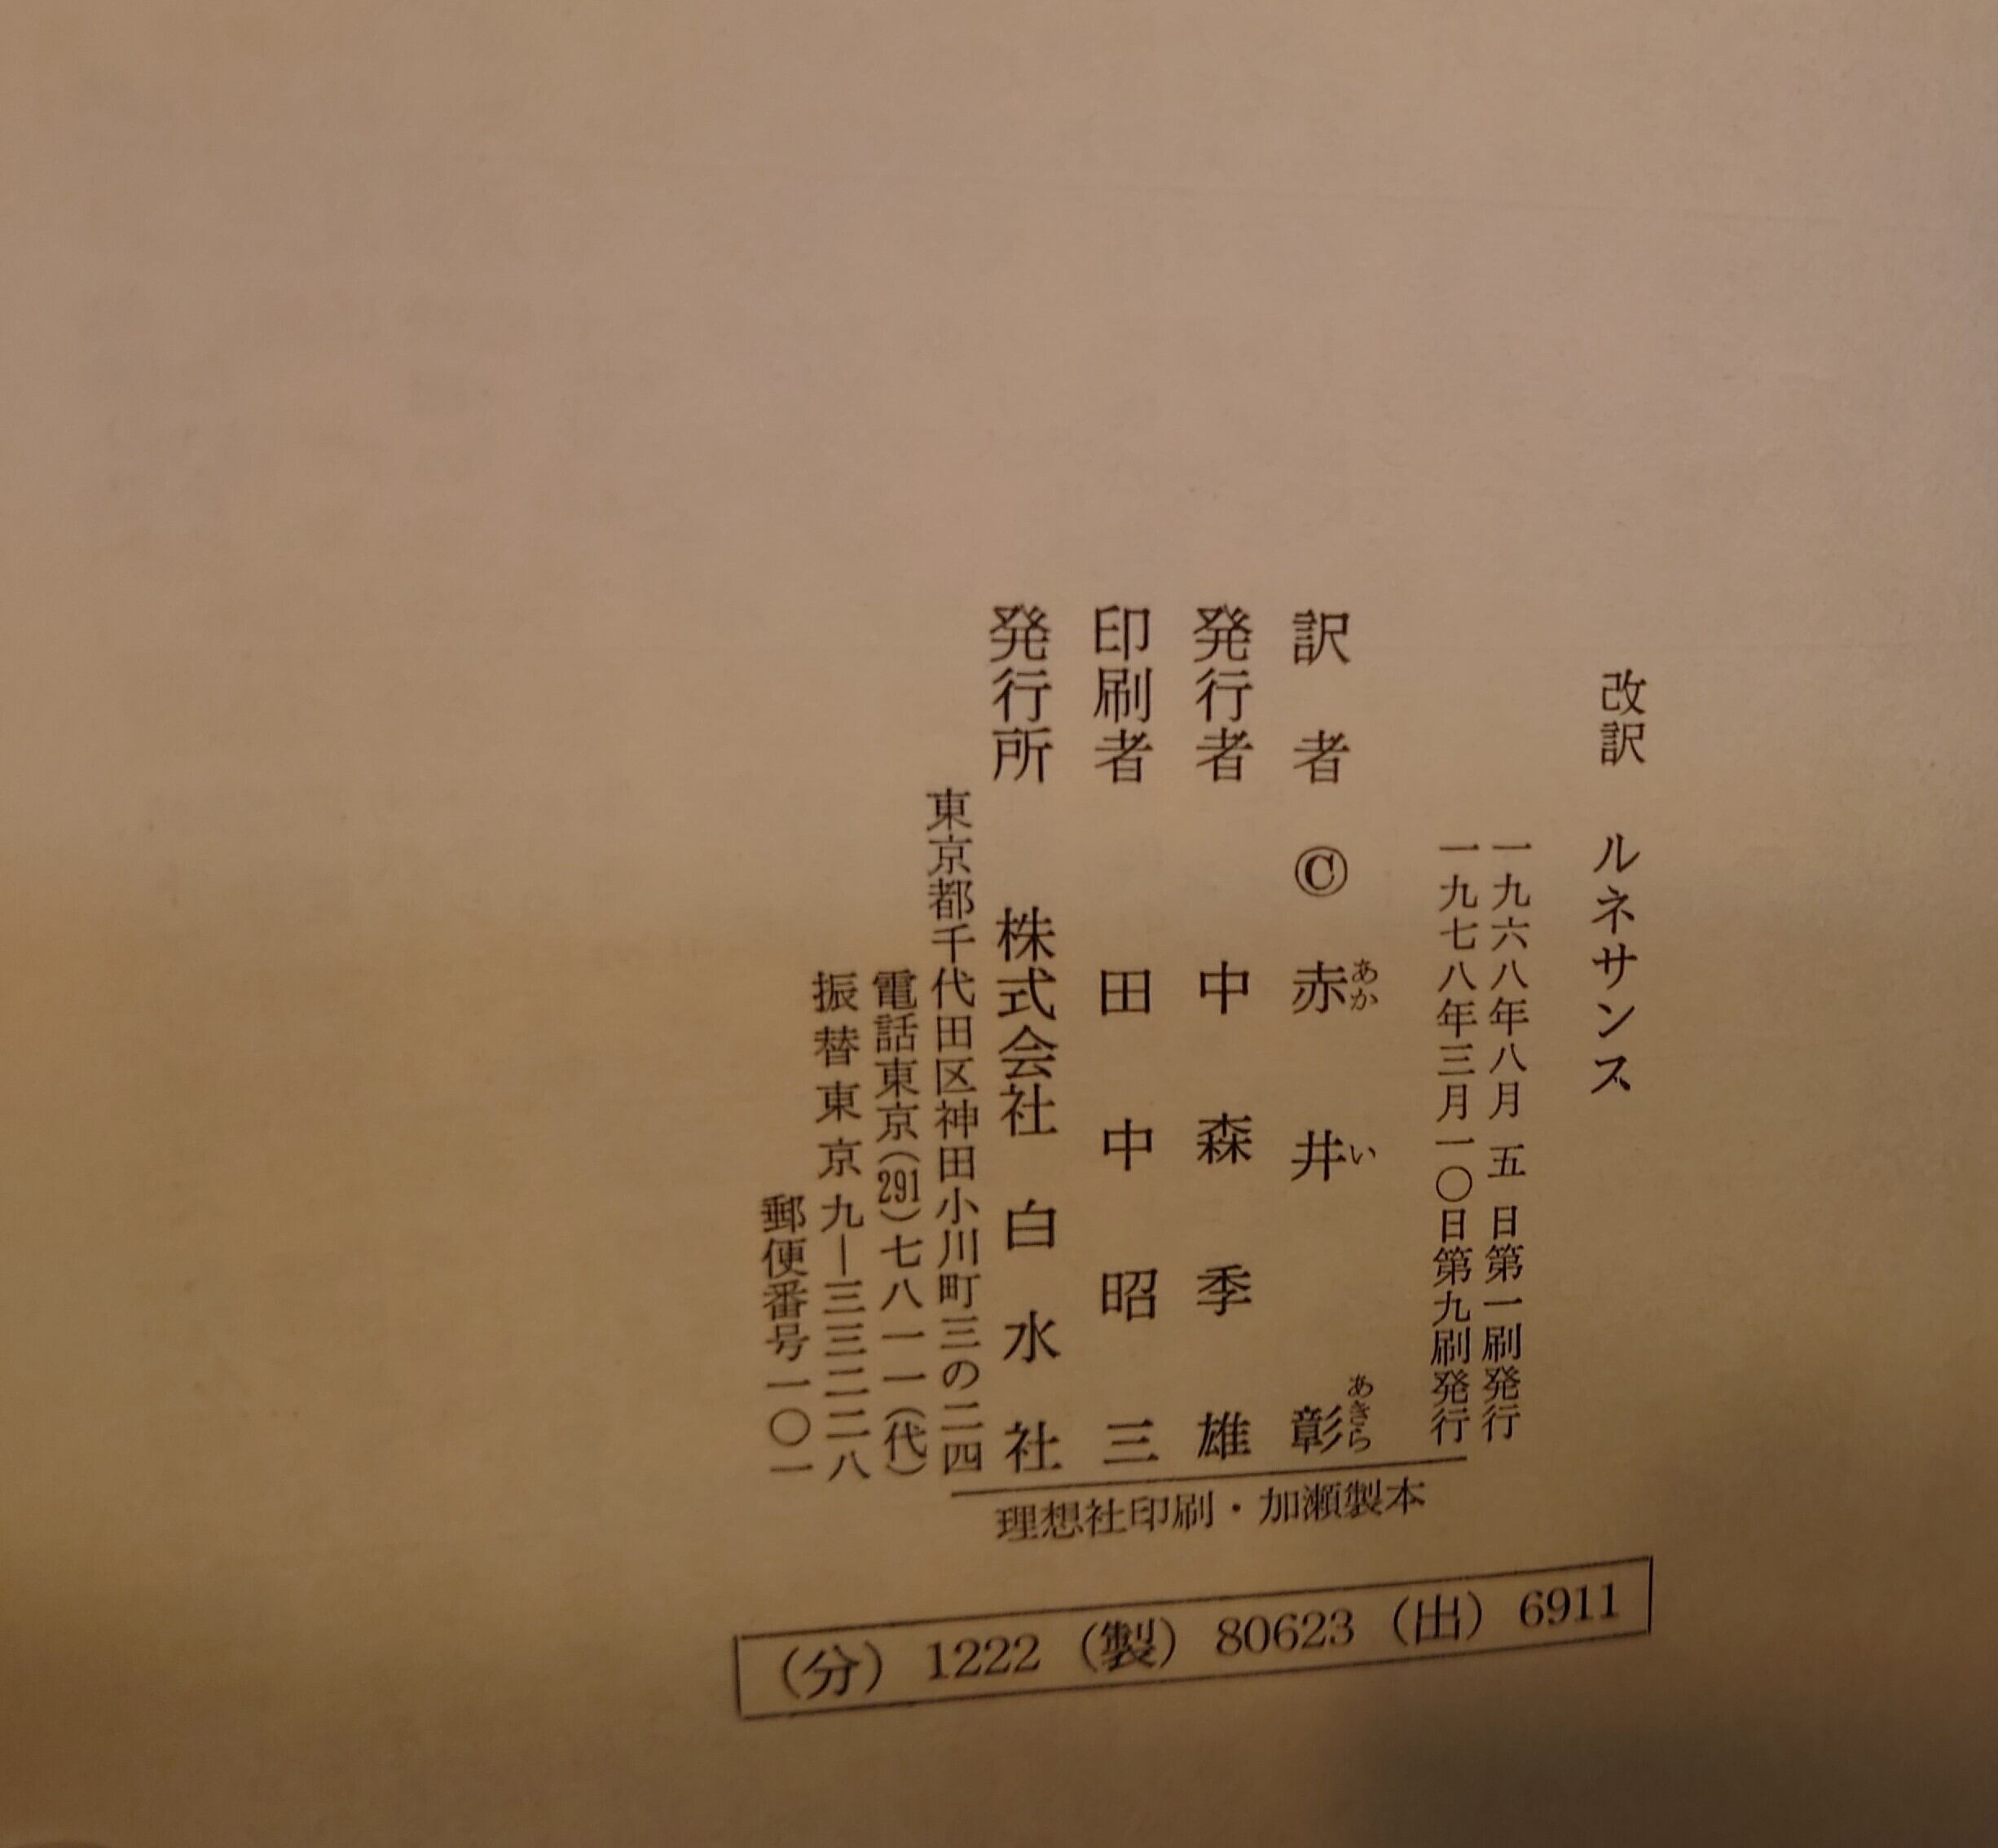 改訳 ルネサンス
一九六八年八月 五 日第一刷発行
一九七八年三月一〇日第九刷発行
訳 者 © 赤井 彰
あか い あきら
発行者 中森季雄
印刷者 田中昭三
発行所 株式会社 白水社
東京都千代田区神田小川町三の二四
電話東京(291)七八一一(代)
振替東京九―三三二二八
郵便番号一〇一
理想社印刷・加瀬製本
(分) 1222 (製) 80623 (出) 6911